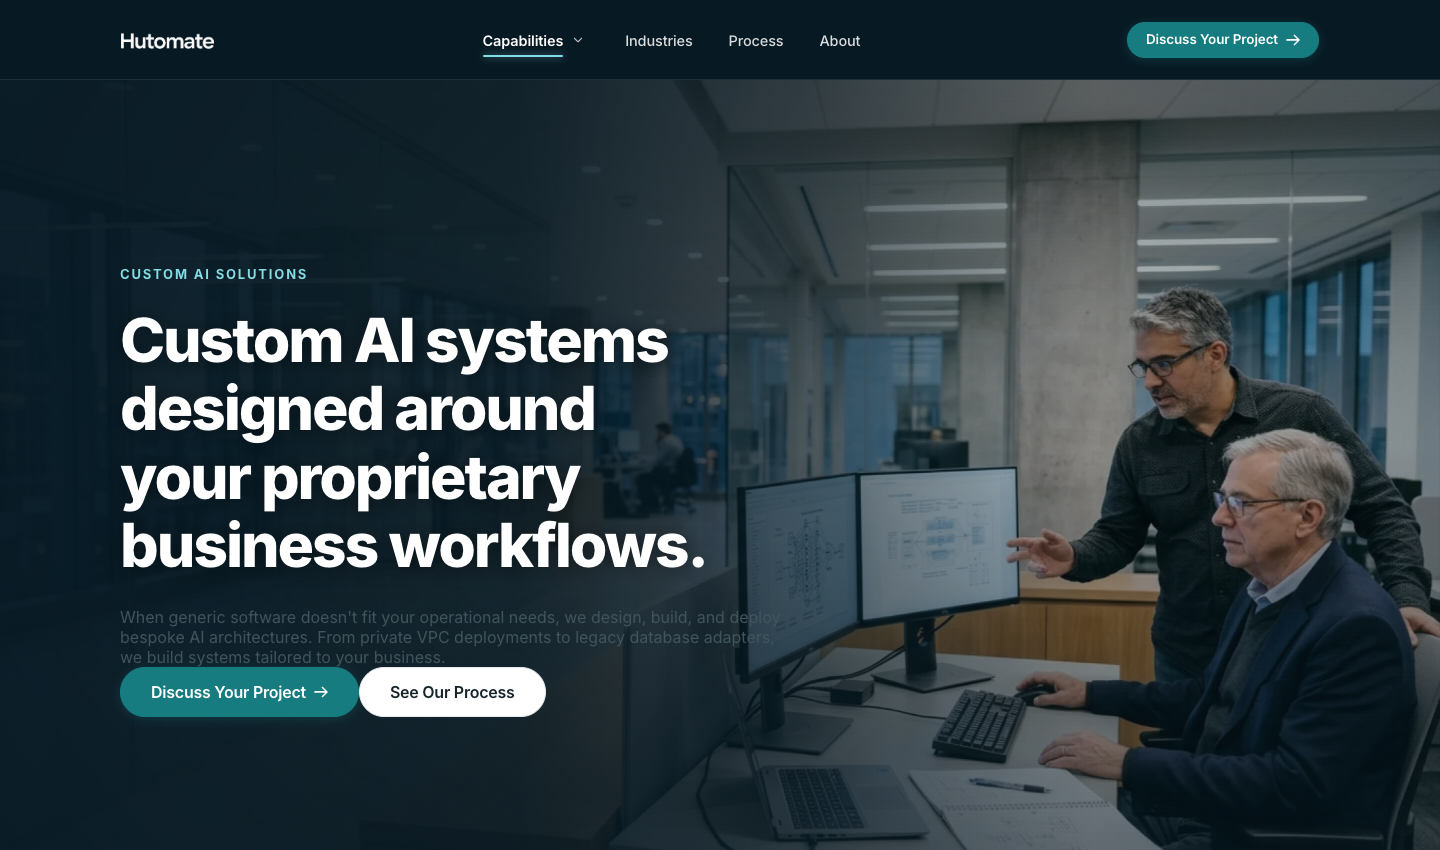 Hutomate
Capabilities
Industries
Process
About
Discuss Your Project →
CUSTOM AI SOLUTIONS
Custom AI systems
designed around
your proprietary
business workflows.
When generic software doesn't fit your operational needs, we design, build, and deploy
bespoke AI architectures. From private VPC deployments to legacy database adapters,
we build systems tailored to your business.
Discuss Your Project →
See Our Process